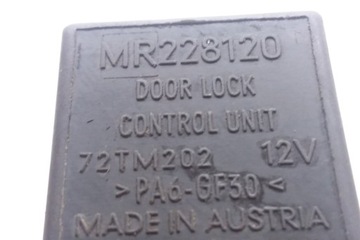 MR228120
DOOR LOCK
CONTROL UNIT
72TM202 12V
>PA6-GF30<
MADE IN AUSTRIA